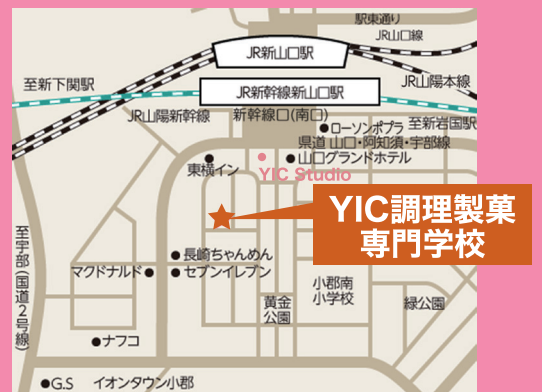 駅東通り
JR山口線
JR新山口駅
至新下関駅
JR山陽本線
JR新幹線新山口駅
JR山陽新幹線
新幹線口(南口)
ローソンポプラ
至新岩国駅
県道 山口・阿知須・宇部線
山口グランドホテル
東横イン
YIC Studio
YIC調理製菓
専門学校
至宇部(国道2号線)
長崎ちゃんめん
マクドナルド
セブンイレブン
小郡南
小学校
黄金
公園
緑公園
ナフコ
G.S
イオンタウン小郡